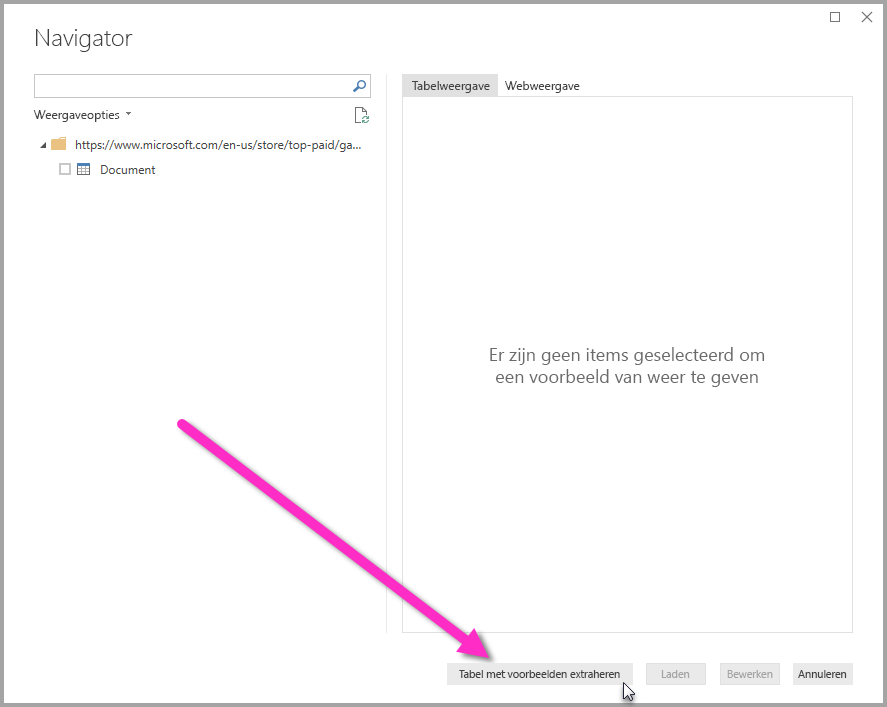 Navigator
Weergaveopties
Tabelweergave Webweergave
https://www.microsoft.com/en-us/store/top-paid/ga...
Document
Er zijn geen items geselecteerd om
een voorbeeld van weer te geven
Tabel met voorbeelden extraheren Laden Bewerken Annuleren